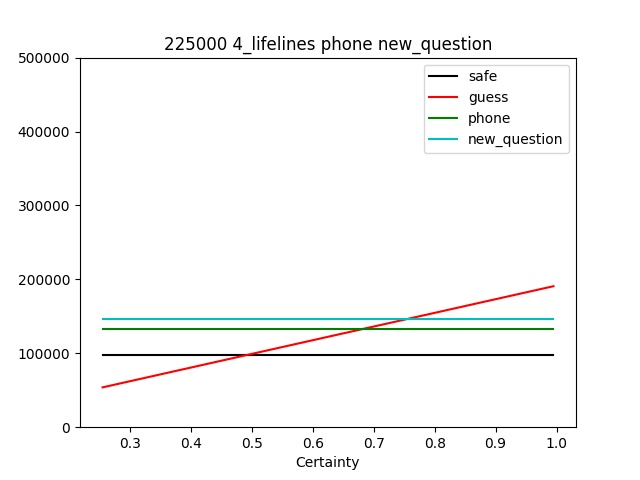 225000 4_lifelines phone new_question
500000
400000
300000
200000
100000
0
safe
guess
phone
new_question
0.3 0.4 0.5 0.6 0.7 0.8 0.9 1.0
Certainty